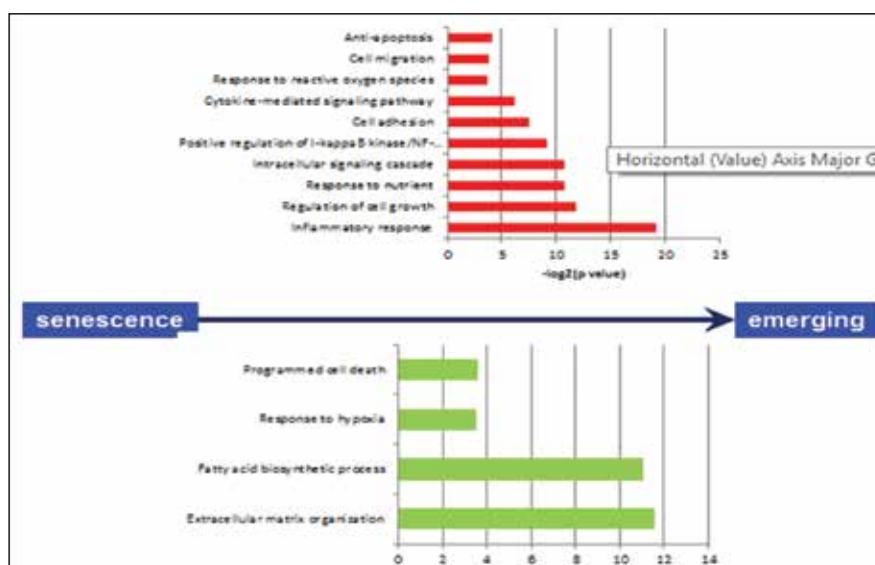 Anti-apoptosis
Cell migration
Response to reactive oxygen species
Cytokine-mediated signaling pathway
Cell adhesion
Positive regulation of I-kappaB kinase/NF-...
Intracellular signaling cascade
Horizontal (Value) Axis Major G
Response to nutrient
Regulation of cell growth
Inflammatory response
0 5 10 15 20 25
-log2(p value)
senescence emerging
Programmed cell death
Response to hypoxia
Fatty acid biosynthetic process
Extracellular matrix organization
0 2 4 6 8 10 12 14